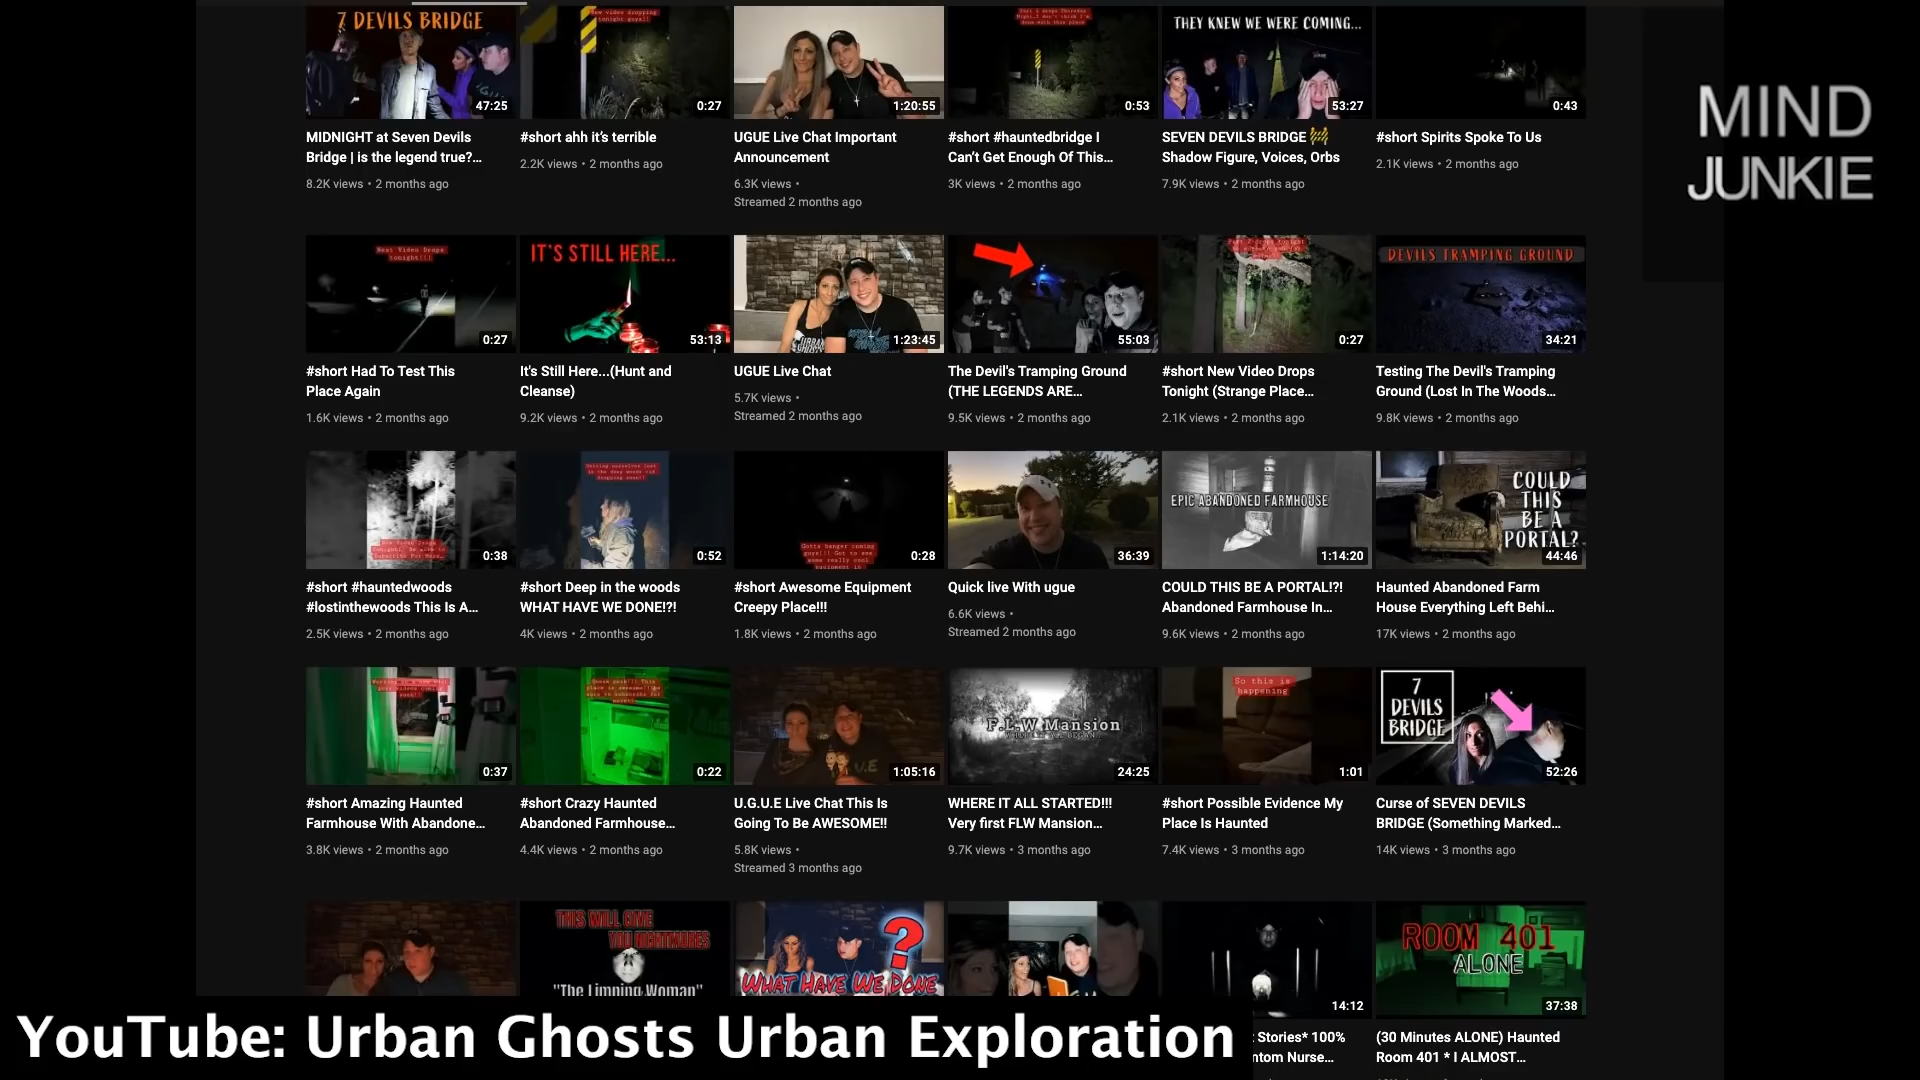 7 DEVILS BRIDGE
New video dropping
tonight guys!!
THEY KNEW WE WERE COMING...
47:25
0:27
1:20:55
0:53
53:27
0:43
MIDNIGHT at Seven Devils
Bridge | is the legend true?...
8.2K views • 2 months ago
#short ahh it's terrible
2.2K views • 2 months ago
UGUE Live Chat Important
Announcement
6.3K views •
Streamed 2 months ago
#short #hauntedbridge I
Can't Get Enough Of This...
3K views • 2 months ago
SEVEN DEVILS BRIDGE 🚧
Shadow Figure, Voices, Orbs
7.9K views • 2 months ago
#short Spirits Spoke To Us
2.1K views • 2 months ago
MIND
JUNKIE
Next Video Drops
tonight!!!
IT'S STILL HERE...
DEVILS TRAMPING GROUND
0:27
53:13
1:23:45
55:03
0:27
34:21
#short Had To Test This
Place Again
1.6K views • 2 months ago
It's Still Here...(Hunt and
Cleanse)
9.2K views • 2 months ago
UGUE Live Chat
5.7K views •
Streamed 2 months ago
The Devil's Tramping Ground
(THE LEGENDS ARE...
9.5K views • 2 months ago
#short New Video Drops
Tonight (Strange Place...
2.1K views • 2 months ago
Testing The Devil's Tramping
Ground (Lost In The Woods...
9.8K views • 2 months ago
EPIC ABANDONED FARMHOUSE
COULD
THIS
BE A
PORTAL?
0:38
0:52
0:28
36:39
1:14:20
44:46
#short #hauntedwoods
#lostinthewoods This Is A...
2.5K views • 2 months ago
#short Deep in the woods
WHAT HAVE WE DONE!?!
4K views • 2 months ago
#short Awesome Equipment
Creepy Place!!!
1.8K views • 2 months ago
Quick live With ugue
6.6K views •
Streamed 2 months ago
COULD THIS BE A PORTAL!?!
Abandoned Farmhouse In...
9.6K views • 2 months ago
Haunted Abandoned Farm
House Everything Left Behi...
17K views • 2 months ago
F.L.W Mansion
So this is
happening
7
DEVILS
BRIDGE
0:37
0:22
1:05:16
24:25
1:01
52:26
#short Amazing Haunted
Farmhouse With Abandone...
3.8K views • 2 months ago
#short Crazy Haunted
Abandoned Farmhouse...
4.4K views • 2 months ago
U.G.U.E Live Chat This Is
Going To Be AWESOME!!
5.8K views •
Streamed 3 months ago
WHERE IT ALL STARTED!!!
Very first FLW Mansion...
9.7K views • 3 months ago
#short Possible Evidence My
Place Is Haunted
7.4K views • 3 months ago
Curse of SEVEN DEVILS
BRIDGE (Something Marked...
14K views • 3 months ago
THIS WILL GIVE
YOU NIGHTMARES
"The Limping Woman"
?
WHAT HAVE WE DONE
ROOM 401
ALONE
14:12
37:38
Stories* 100%
ntom Nurse...
(30 Minutes ALONE) Haunted
Room 401 * I ALMOST...
YouTube: Urban Ghosts Urban Exploration